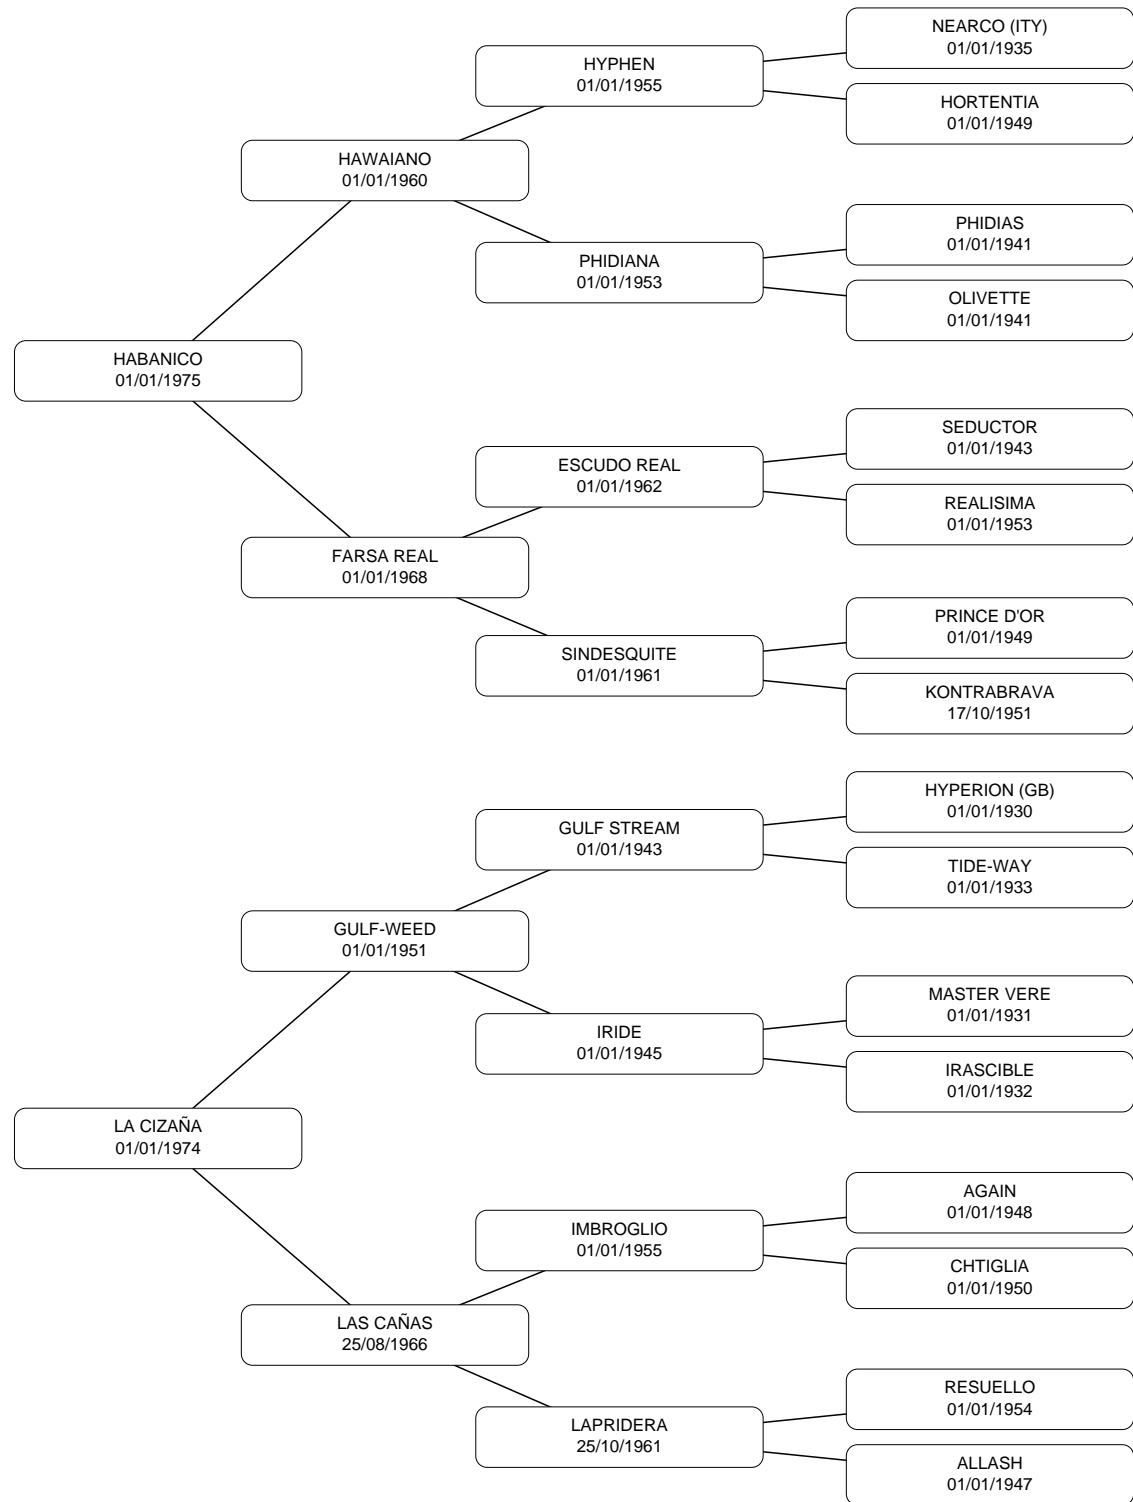 NEARCO (ITY)
01/01/1935
HYPHEN
01/01/1955
HORTENTIA
01/01/1949
HAWAIANO
01/01/1960
PHIDIAS
01/01/1941
PHIDIANA
01/01/1953
OLIVETTE
01/01/1941
HABANICO
01/01/1975
SEDUCTOR
01/01/1943
ESCUDO REAL
01/01/1962
REALISIMA
01/01/1953
FARSA REAL
01/01/1968
PRINCE D'OR
01/01/1949
SINDESQUITE
01/01/1961
KONTRABRAVA
17/10/1951
HYPERION (GB)
01/01/1930
GULF STREAM
01/01/1943
TIDE-WAY
01/01/1933
GULF-WEED
01/01/1951
MASTER VERE
01/01/1931
IRIDE
01/01/1945
IRASCIBLE
01/01/1932
LA CIZAÑA
01/01/1974
AGAIN
01/01/1948
IMBROGLIO
01/01/1955
CHTIGLIA
01/01/1950
LAS CAÑAS
25/08/1966
RESUELLO
01/01/1954
LAPRIDERA
25/10/1961
ALLASH
01/01/1947